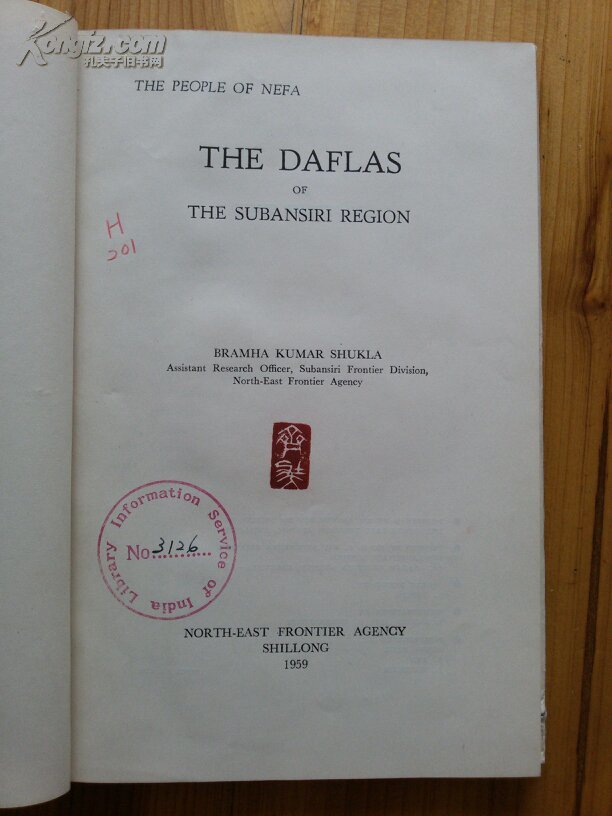 Kongfz.com
孔夫子旧书网
THE PEOPLE OF NEFA
THE DAFLAS
OF
THE SUBANSIRI REGION
H
201
BRAMHA KUMAR SHUKLA
Assistant Research Officer, Subansiri Frontier Division,
North-East Frontier Agency
Library Information Service of India
No.3126
NORTH-EAST FRONTIER AGENCY
SHILLONG
1959